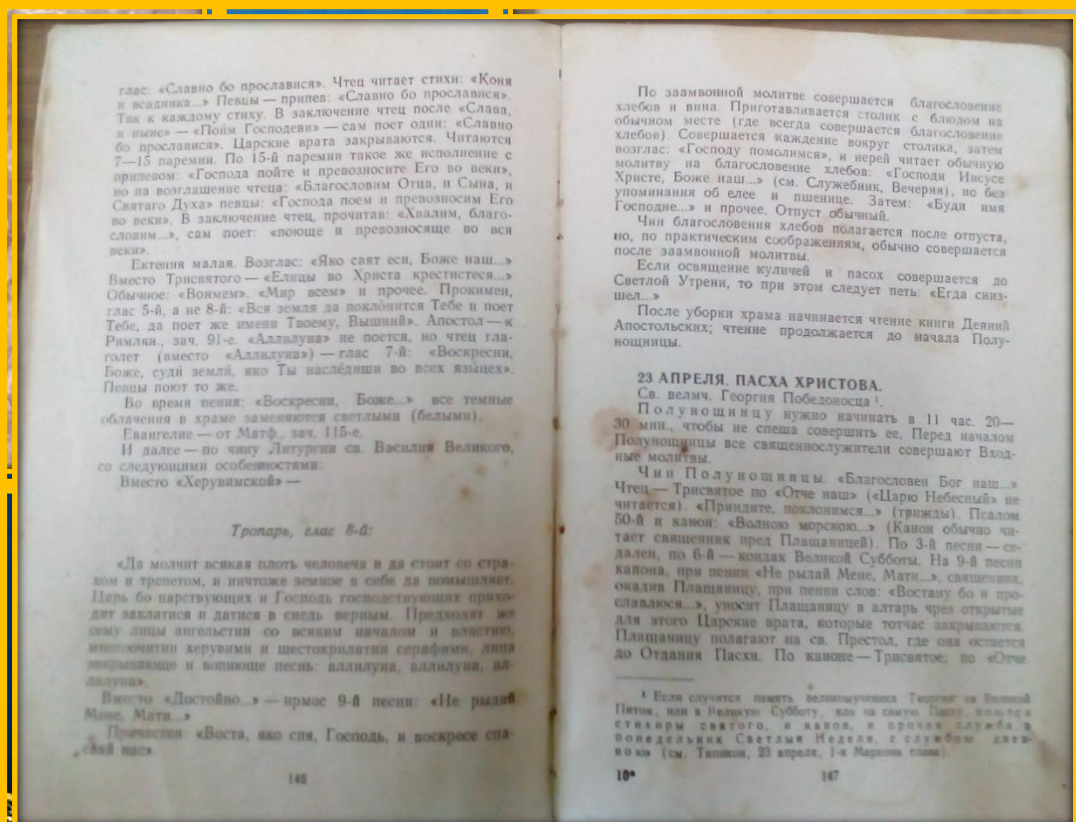 глас: «Славно бо прославися». Чтец читает стихи: «Коня
и всадника...» Певцы — припев: «Славно бо прославися».
Так к каждому стиху. В заключение чтец после «Слава,
и ныне» — «Поим Господеви» — сам поет один: «Славно
бо прославися». Царские врата закрываются. Читаются
7—15 паремии. По 15-й паремии такое же исполнение с
припевом: «Господа пойте и превозносите Его во веки»,
но на возглашение чтеца: «Благословим Отца, и Сына, и
Святаго Духа» певцы: «Господа поем и превозносим Его
во веки». В заключение чтец, прочитав: «Хвалим, благо-
словим...», сам поет: «поюще и превозносяще во вся
веки».
Ектения малая. Возглас: «Яко свят еси, Боже наш...»
Вместо Трисвятого — «Елицы во Христа крестистеся...»
Обычное: «Вонмем». «Мир всем» и прочее. Прокимен,
глас 5-й, а не 8-й: «Вся земля да поклонится Тебе и поет
Тебе, да поет же имени Твоему, Вышний». Апостол — к
Римлян., зач. 91-е. «Аллилуиа» не поется, но чтец гла-
голет (вместо «Аллилуиа») — глас 7-й: «Воскресни,
Боже, суди земли, яко Ты наследиши во всех языцех».
Певцы поют то же.
Во время пения: «Воскресни, Боже...» все темные
облачения в храме заменяются светлыми (белыми).
Евангелие — от Матф., зач. 115-е.
И далее — по чину Литургии св. Василия Великого,
со следующими особенностями:
Вместо «Херувимской» —
Тропарь, глас 8-й:
«Да молчит всякая плоть человеча и да стоит со стра-
хом и трепетом, и ничтоже земное в себе да помышляет.
Царь бо царствующих и Господь господствующих прихо-
дит заклатися и датися в снедь верным. Предходят же
сему лицы ангельстии со всяким началом и властию,
многоочитии херувими и шестокрилатии серафими, лица
закрывающе и вопиюще песнь: аллилуиа, аллилуиа, ал-
лилуиа».
Вместо «Достойно...» — ирмос 9-й песни: «Не рыдай
Мене, Мати...»
Причастен: «Воста, яко спя, Господь, и воскресе спа-
саяй нас».
146
По заамвонной молитве совершается благословение
хлебов и вина. Приготавливается столик с блюдом на
обычном месте (где всегда совершается благословение
хлебов). Совершается каждение вокруг столика, затем
возглас: «Господу помолимся», и иерей читает обычную
молитву на благословение хлебов: «Господи Иисусе
Христе, Боже наш...» (см. Служебник, Вечерня), но без
упоминания об елее и пшенице. Затем: «Буди имя
Господне...» и прочее. Отпуст обычный.
Чин благословения хлебов полагается после отпуста,
но, по практическим соображениям, обычно совершается
после заамвонной молитвы.
Если освящение куличей и пасох совершается до
Светлой Утрени, то при этом следует петь: «Егда сниз-
шел...»
После уборки храма начинается чтение книги Деяний
Апостольских; чтение продолжается до начала Полу-
нощницы.
23 АПРЕЛЯ. ПАСХА ХРИСТОВА.
Св. велмч. Георгия Победоносца ¹.
Полунощницу нужно начинать в 11 час. 20—
30 мин., чтобы не спеша совершить ее. Перед началом
Полунощницы все священнослужители совершают Вход-
ные молитвы.
Чин Полунощницы. «Благословен Бог наш...»
Чтец — Трисвятое по «Отче наш» («Царю Небесный» не
читается). «Приидите, поклонимся...» (трижды). Псалом
50-й и канон: «Волною морскою...» (Канон обычно чи-
тает священник пред Плащаницей). По 3-й песни — се-
дален, по 6-й — кондак Великой Субботы. На 9-й песни
канона, при пении «Не рыдай Мене, Мати...», священник,
окадив Плащаницу, при пении слов: «Востану бо и про-
славлюся...», уносит Плащаницу в алтарь чрез открытые
для этого Царские врата, которые тотчас закрываются.
Плащаницу полагают на св. Престол, где она остается
до Отдания Пасхи. По каноне — Трисвятое; по «Отче
¹ Если случится память великомученика Георгия «в Великий
Пяток, или в Великую Субботу, или на самую Пасху, поются
стихиры святого, и канон, и прочая служба в
понедельник Светлыя Недели, с службою днев-
ною» (см. Типикон, 23 апреля, 1-я Маркова глава).
10*
147